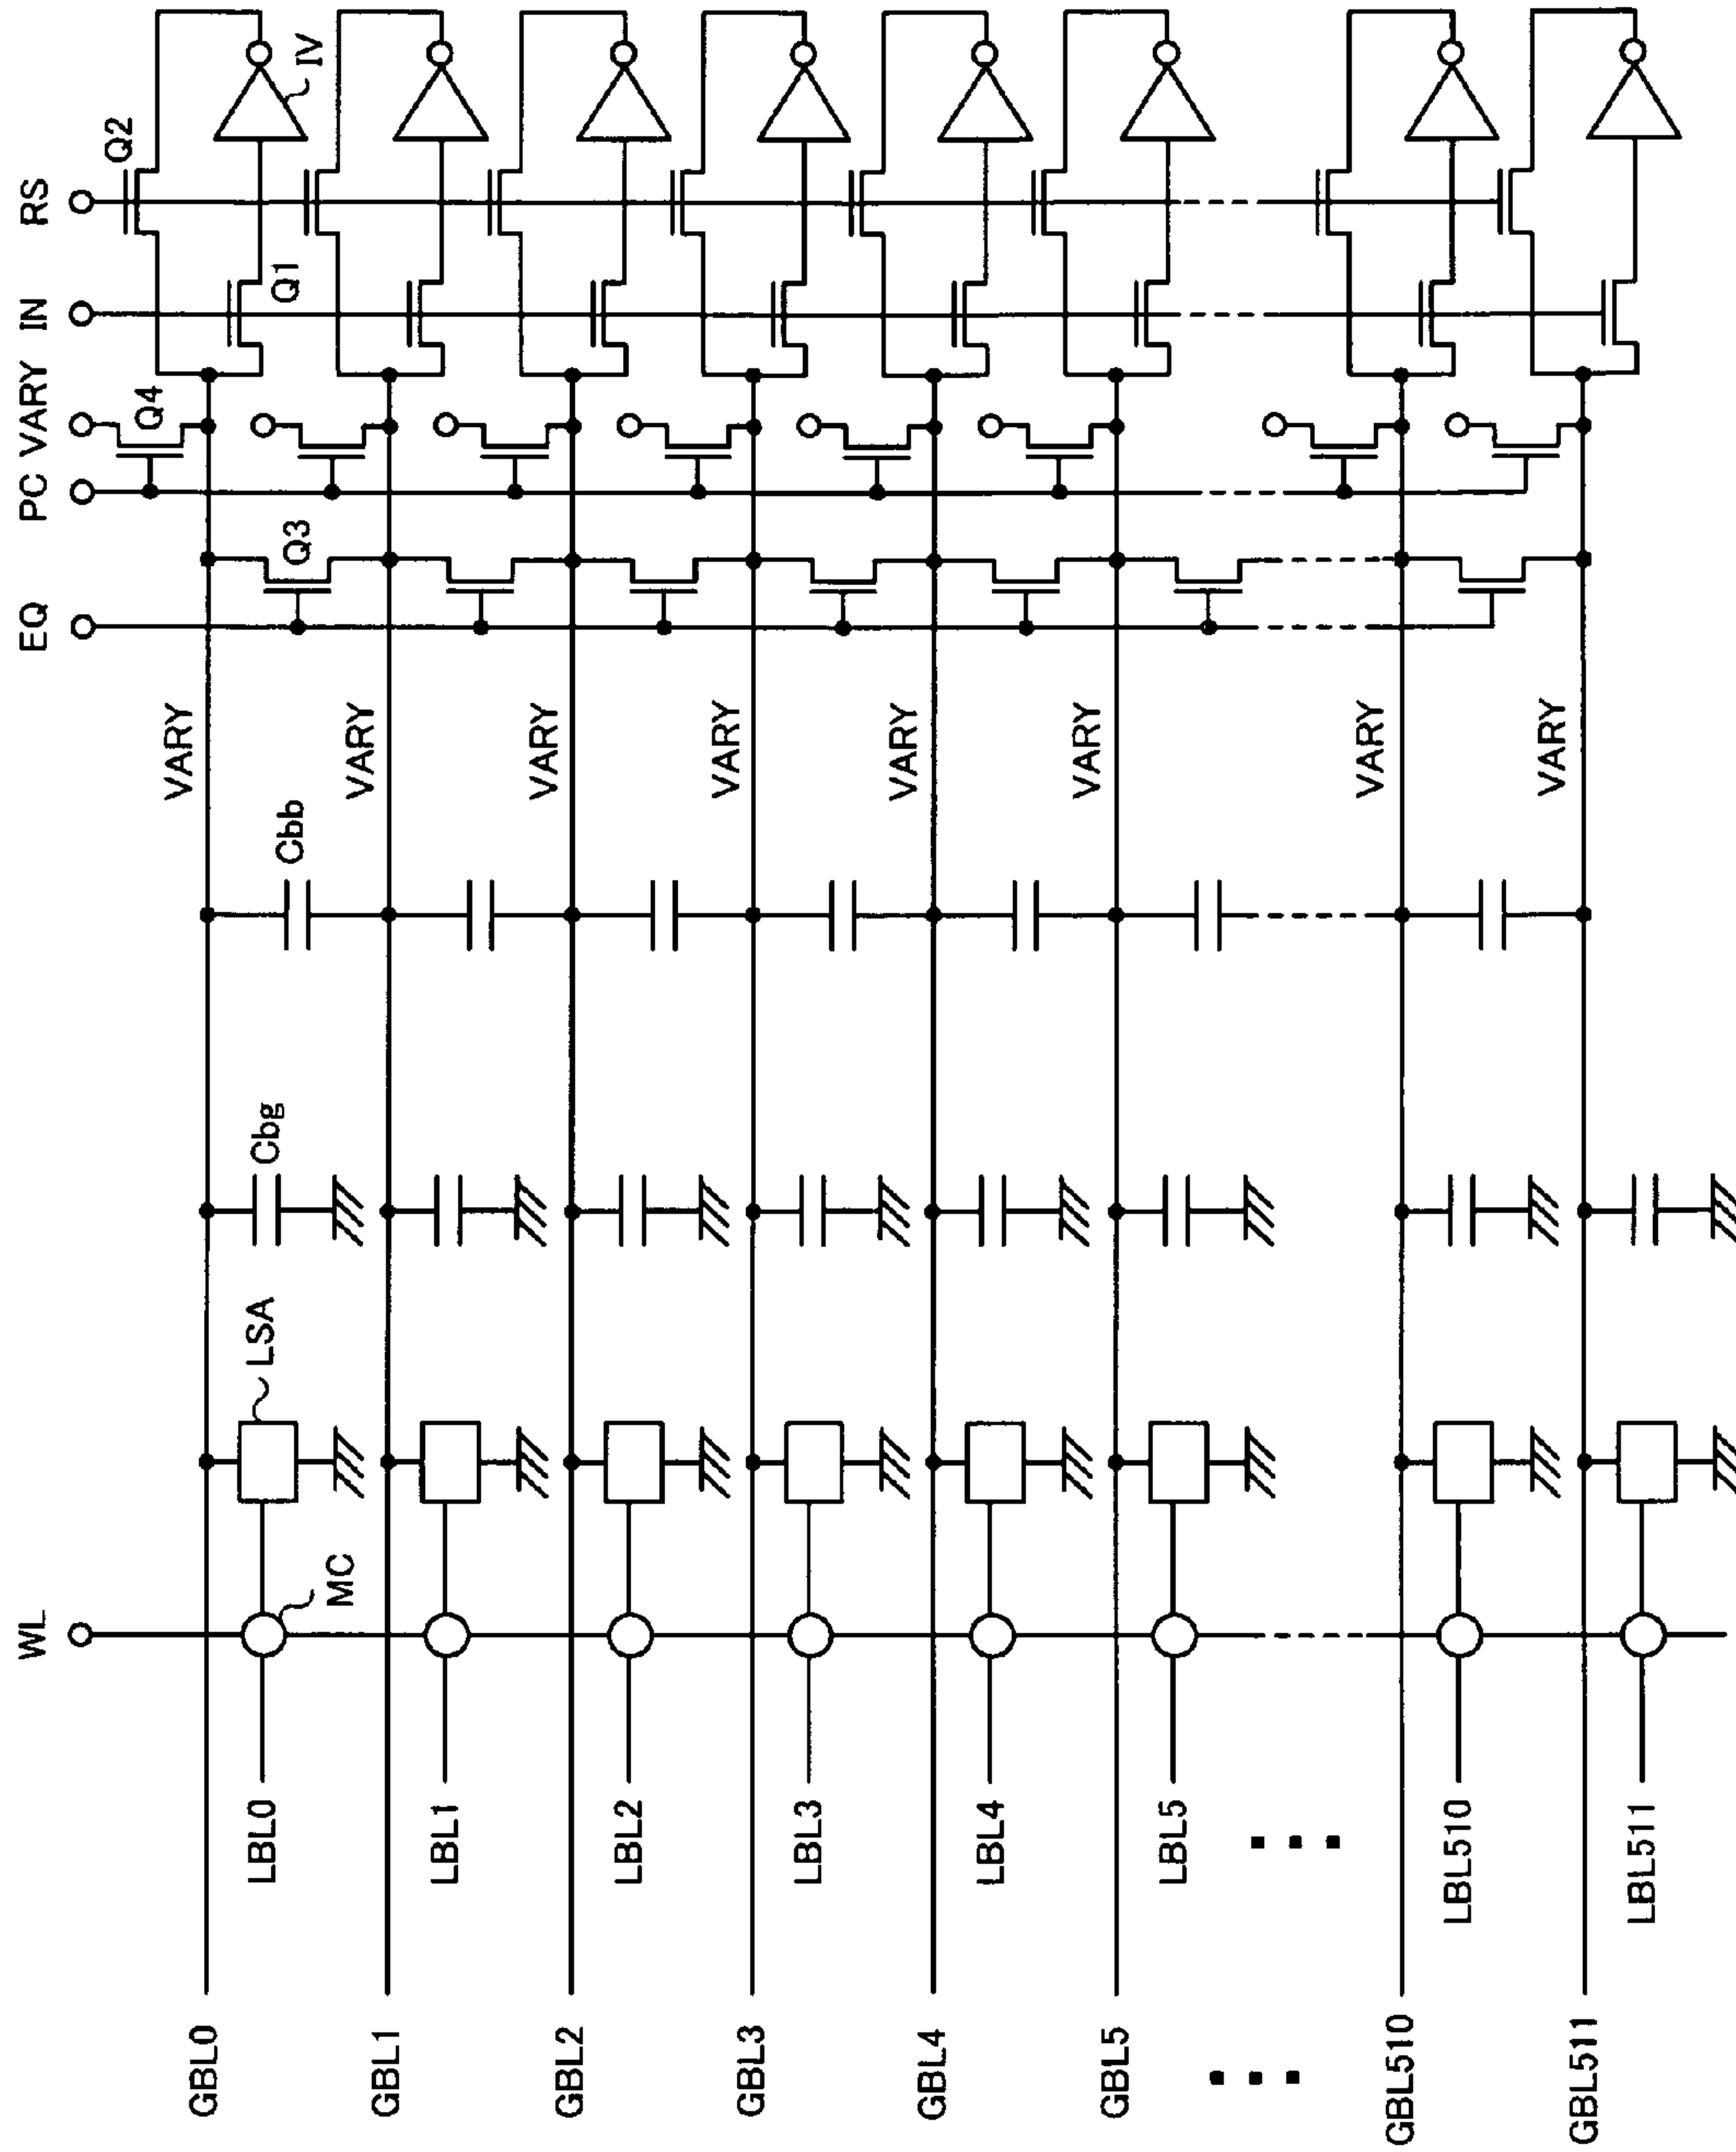 WL
EQ
PC
VARY
IN
RS
Q4
Q2
GBL0
LBL0
MC
LSA
Cbg
Cbb
VARY
Q3
Q1
IV
GBL1
LBL1
VARY
GBL2
LBL2
VARY
GBL3
LBL3
VARY
GBL4
LBL4
VARY
GBL5
LBL5
VARY
...
...
GBL510
LBL510
VARY
GBL511
LBL511
VARY